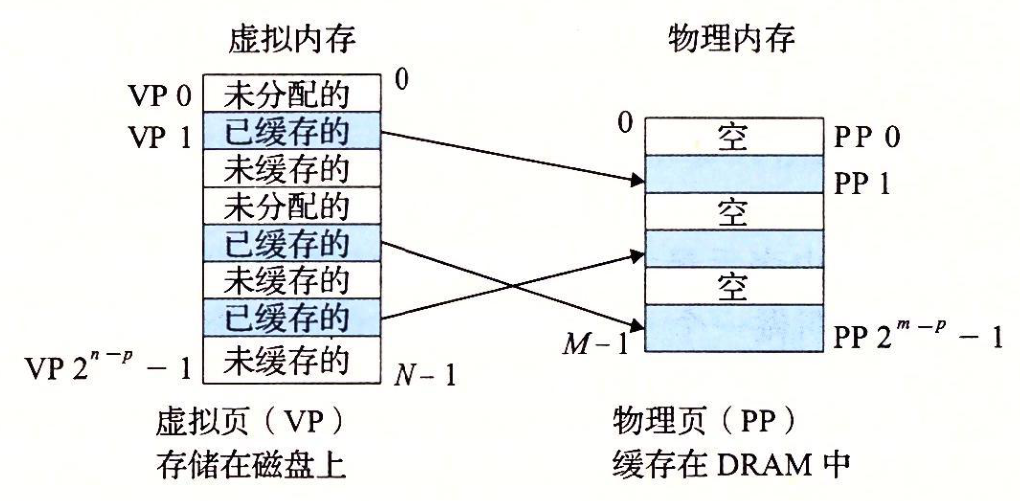 虚拟内存
VP 0 未分配的 0
VP 1 已缓存的
未缓存的
未分配的
已缓存的
未缓存的
已缓存的
VP 2^{n-p} - 1 未缓存的 N-1
虚拟页（VP）
存储在磁盘上
物理内存
0 空 PP 0
PP 1
空
空
M-1 PP 2^{m-p} - 1
物理页（PP）
缓存在 DRAM 中